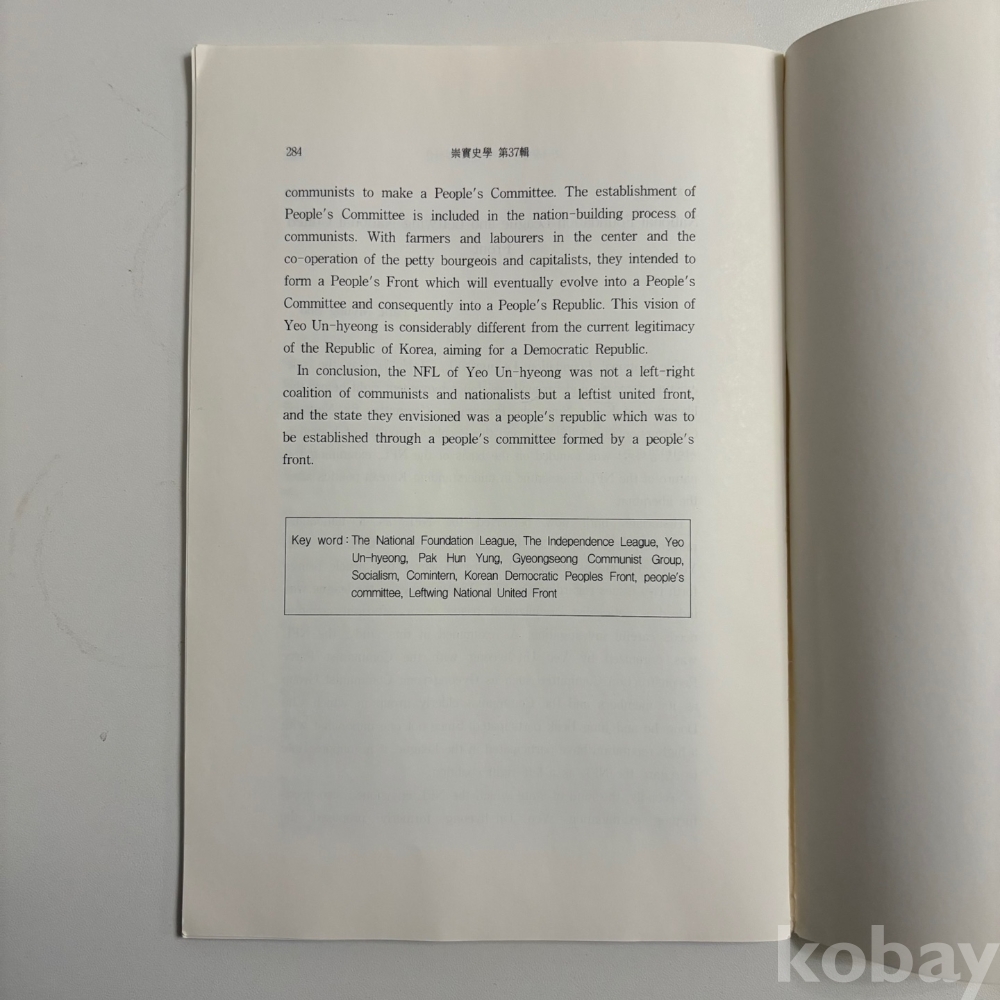 284
崇實史學 第37輯
communists to make a People's Committee. The establishment of
People's Committee is included in the nation-building process of
communists. With farmers and labourers in the center and the
co-operation of the petty bourgeois and capitalists, they intended to
form a People's Front which will eventually evolve into a People's
Committee and consequently into a People's Republic. This vision of
Yeo Un-hyeong is considerably different from the current legitimacy
of the Republic of Korea, aiming for a Democratic Republic.
In conclusion, the NFL of Yeo Un-hyeong was not a left-right
coalition of communists and nationalists but a leftist united front,
and the state they envisioned was a people's republic which was to
be established through a people's committee formed by a people's
front.
Key word : The National Foundation League, The Independence League, Yeo
Un-hyeong, Pak Hun Yung, Gyeongseong Communist Group,
Socialism, Comintern, Korean Democratic Peoples Front, people's
committee, Leftwing National United Front
kobay